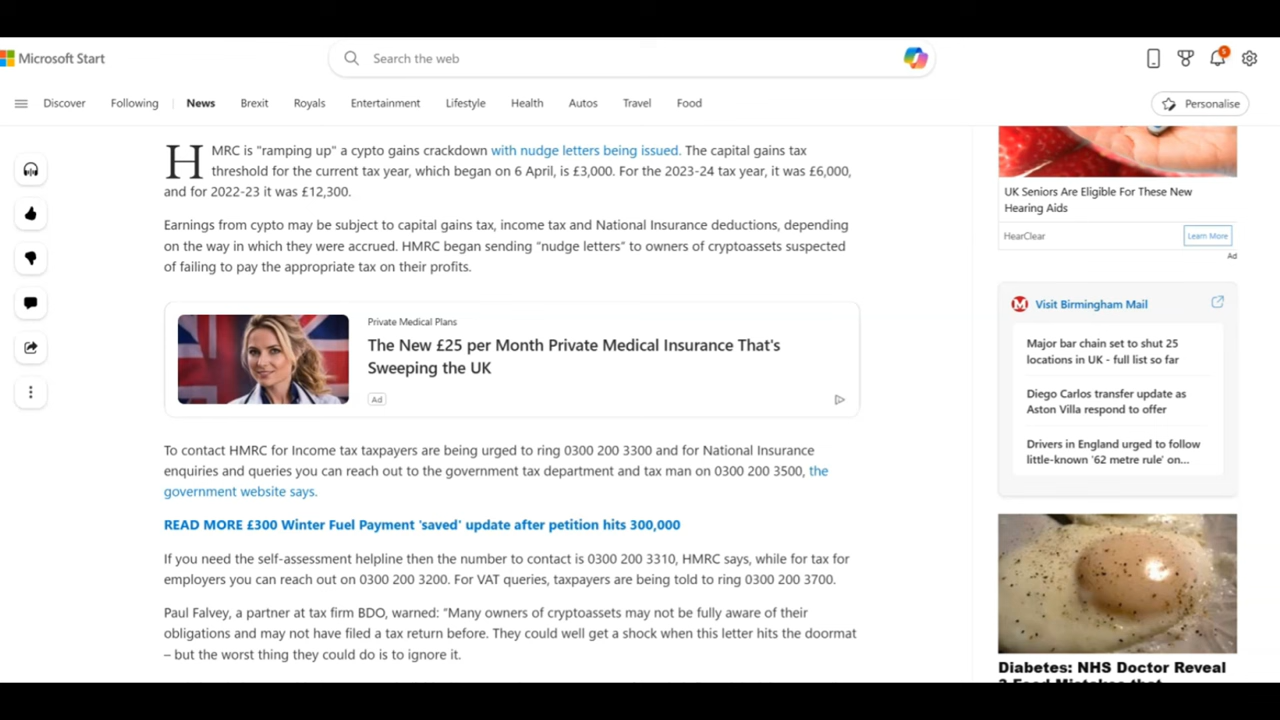 Microsoft Start
Search the web
5
Discover
Following
News
Brexit
Royals
Entertainment
Lifestyle
Health
Autos
Travel
Food
Personalise
HMRC is "ramping up" a cypto gains crackdown with nudge letters being issued. The capital gains tax
threshold for the current tax year, which began on 6 April, is £3,000. For the 2023-24 tax year, it was £6,000,
and for 2022-23 it was £12,300.
Earnings from cypto may be subject to capital gains tax, income tax and National Insurance deductions, depending
on the way in which they were accrued. HMRC began sending “nudge letters” to owners of cryptoassets suspected
of failing to pay the appropriate tax on their profits.
Private Medical Plans
The New £25 per Month Private Medical Insurance That's
Sweeping the UK
Ad
To contact HMRC for Income tax taxpayers are being urged to ring 0300 200 3300 and for National Insurance
enquiries and queries you can reach out to the government tax department and tax man on 0300 200 3500, the
government website says.
READ MORE £300 Winter Fuel Payment 'saved' update after petition hits 300,000
If you need the self-assessment helpline then the number to contact is 0300 200 3310, HMRC says, while for tax for
employers you can reach out on 0300 200 3200. For VAT queries, taxpayers are being told to ring 0300 200 3700.
Paul Falvey, a partner at tax firm BDO, warned: “Many owners of cryptoassets may not be fully aware of their
obligations and may not have filed a tax return before. They could well get a shock when this letter hits the doormat
– but the worst thing they could do is to ignore it.
UK Seniors Are Eligible For These New
Hearing Aids
HearClear
Learn More
Ad
M
Visit Birmingham Mail
Major bar chain set to shut 25
locations in UK - full list so far
Diego Carlos transfer update as
Aston Villa respond to offer
Drivers in England urged to follow
little-known '62 metre rule' on...
Diabetes: NHS Doctor Reveal
Food Mistakes that